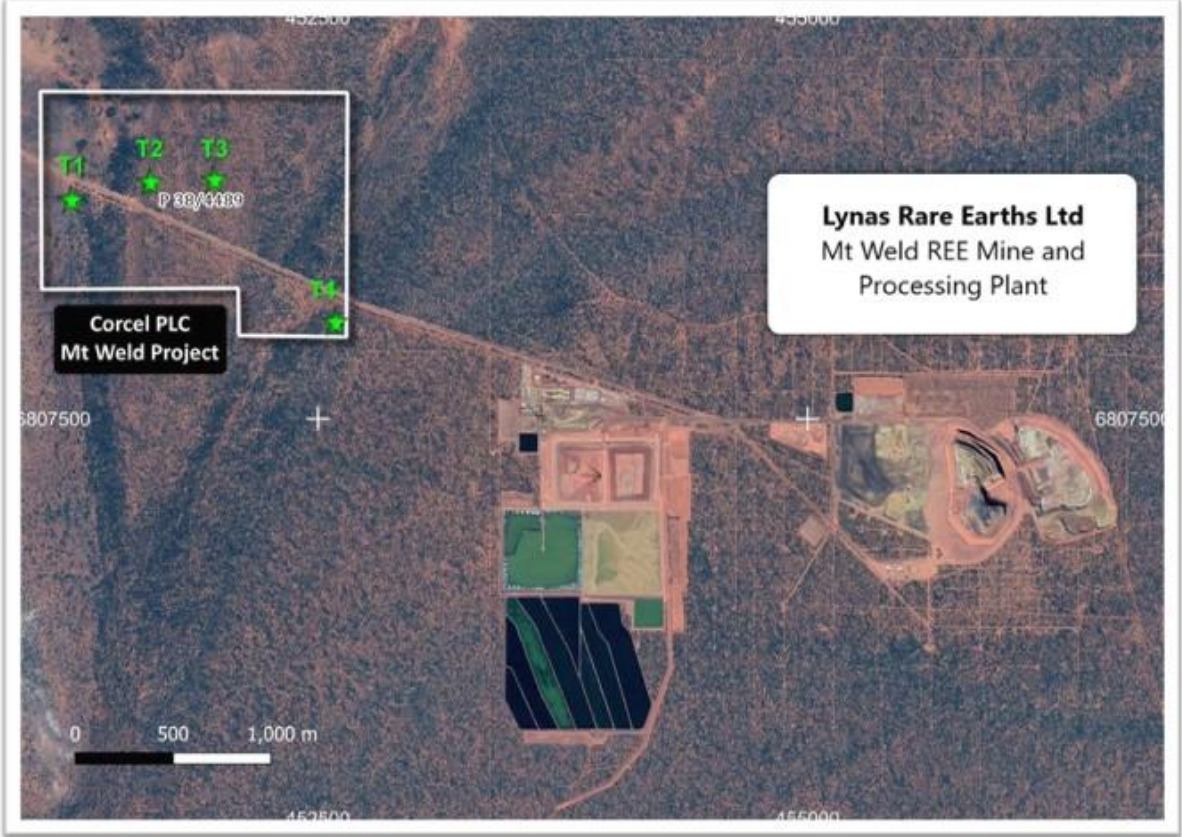 452500
455000
T1
T2
T3
P 38/4489
T4
Lynas Rare Earths Ltd
Mt Weld REE Mine and
Processing Plant
Corcel PLC
Mt Weld Project
6807500
6807500
0
500
1,000 m
452500
455000